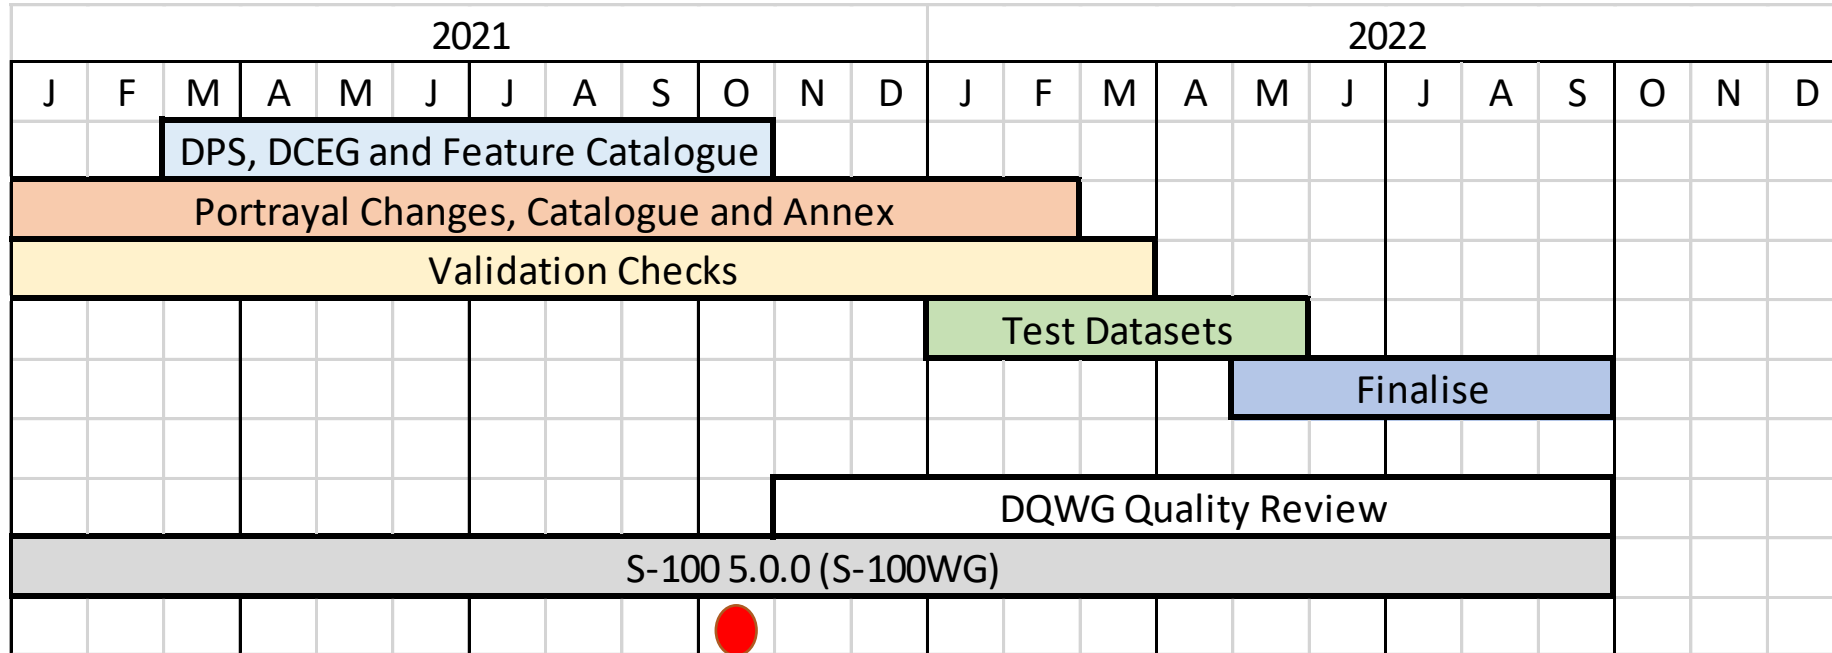 2021 2022
J F M A M J J A S O N D J F M A M J J A S O N D
DPS, DCEG and Feature Catalogue
Portrayal Changes, Catalogue and Annex
Validation Checks
Test Datasets
Finalise
DQWG Quality Review
S-100 5.0.0 (S-100WG)